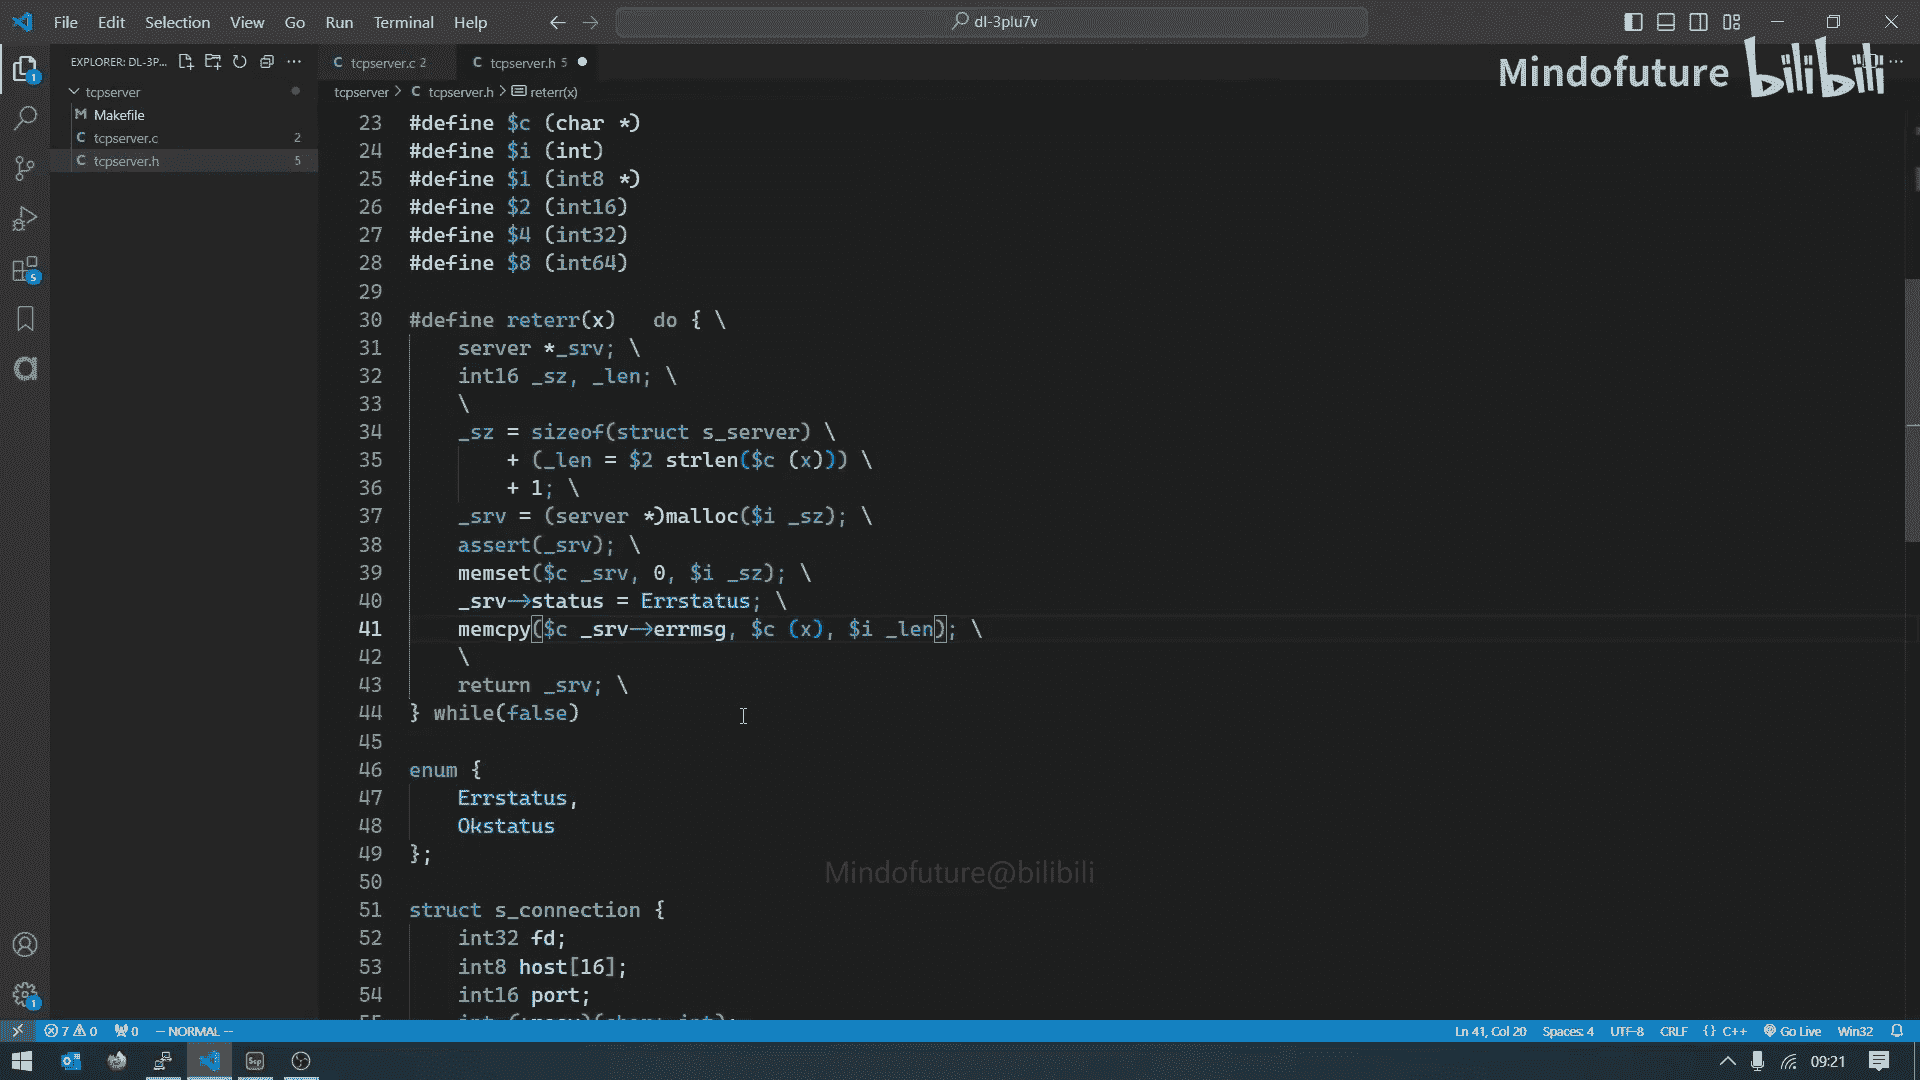 File Edit Selection View Go Run Terminal Help
dl-3plu7v
EXPLORER: DL-3P...
tcpserver.c 2
tcpserver.h 5
Mindofuture bilibili
tcpserver
tcpserver > C tcpserver.h > reterr(x)
M Makefile
C tcpserver.c 2
C tcpserver.h 5
23 #define $c (char *)
24 #define $i (int)
25 #define $1 (int8 *)
26 #define $2 (int16)
27 #define $4 (int32)
28 #define $8 (int64)
29
30 #define reterr(x)   do { \
31     server *_srv; \
32     int16 _sz, _len; \
33     \
34     _sz = sizeof(struct s_server) \
35         + (_len = $2 strlen($c (x))) \
36         + 1; \
37     _srv = (server *)malloc($i _sz); \
38     assert(_srv); \
39     memset($c _srv, 0, $i _sz); \
40     _srv->status = Errstatus; \
41     memcpy($c _srv->errmsg, $c (x), $i _len); \
42     \
43     return _srv; \
44 } while(false)
45
46 enum {
47     Errstatus,
48     Okstatus
49 };
50
Mindofuture@bilibili
51 struct s_connection {
52     int32 fd;
53     int8 host[16];
54     int16 port;
7 0 0 -- NORMAL -- Ln 41, Col 20 Spaces: 4 UTF-8 CRLF {} C++ Go Live Win32
09:21